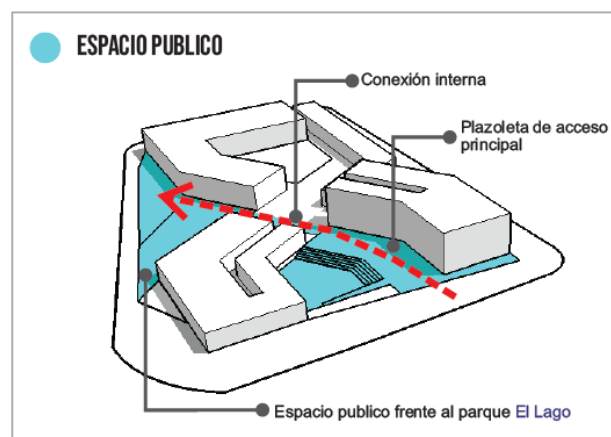 ESPACIO PUBLICO
Conexión interna
Plazoleta de acceso
principal
Espacio publico frente al parque El Lago